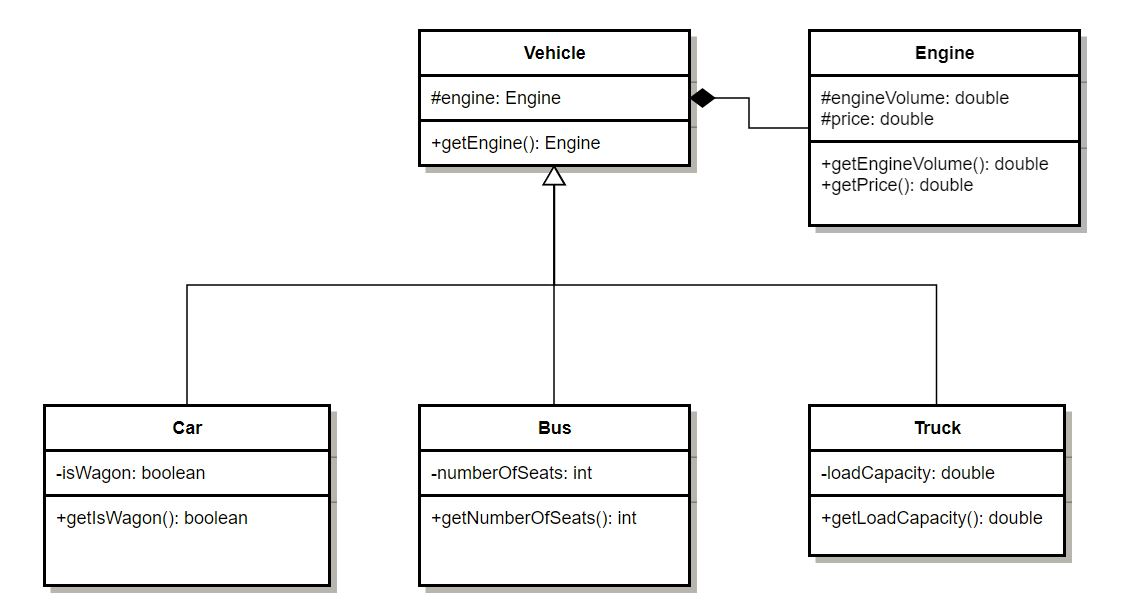 Vehicle
#engine: Engine
+getEngine(): Engine
Engine
#engineVolume: double
#price: double
+getEngineVolume(): double
+getPrice(): double
Car
-isWagon: boolean
+getIsWagon(): boolean
Bus
-numberOfSeats: int
+getNumberOfSeats(): int
Truck
-loadCapacity: double
+getLoadCapacity(): double